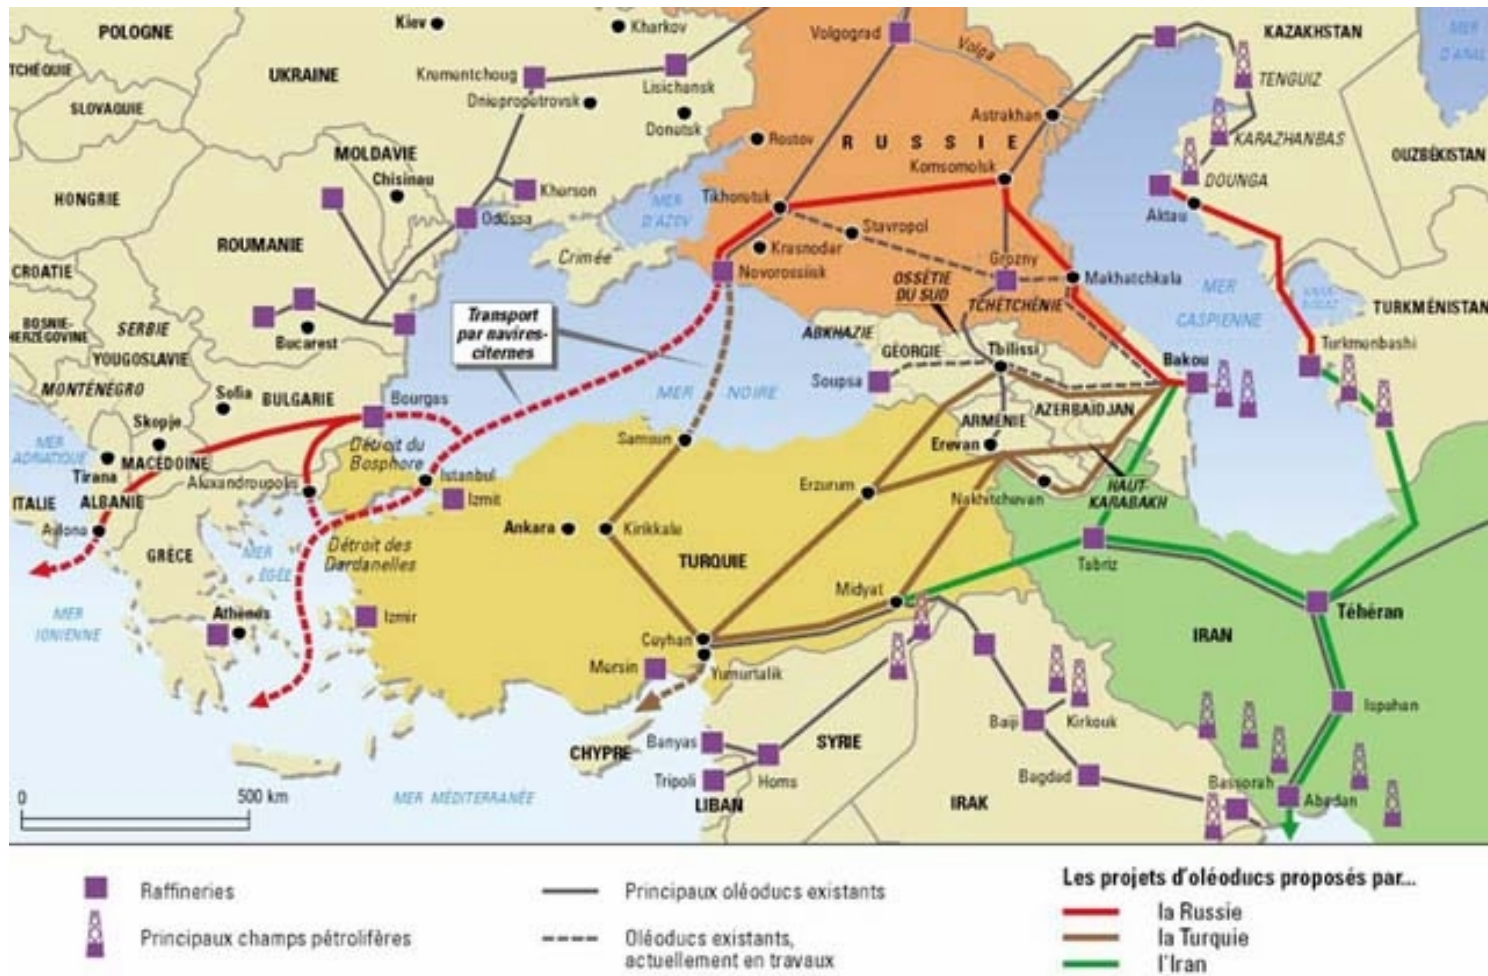 POLOGNE
Kiev
Kharkov
Volgograd
Volga
KAZAKHSTAN
MER
D'ARAL
TCHÉQUIE
UKRAINE
Krementchoug
Lisichansk
TENGUIZ
SLOVAQUIE
Dniepropetrovsk
Donetsk
Astrakhan
KARAZHANBAS
Rostov
RUSSIE
OUZBÉKISTAN
MOLDAVIE
Chisinau
Komsomolsk
DOUNGA
HONGRIE
Kherson
Tikhoretsk
MER
D'AZOV
Aktau
Odessa
Stavropol
ROUMANIE
Krasnodar
Crimée
Grozny
CROATIE
Novorossiisk
OSSÉTIE
DU SUD
Makhatchkala
MER
CASPIENNE
TCHÉTCHÉNIE
TURKMÉNISTAN
Transport
par navires-
citernes
BOSNIE-
HERZÉGOVINE
SERBIE
Bucarest
ABKHAZIE
GÉORGIE
Tbilissi
Turkmenbashi
YOUGOSLAVIE
Bakou
MONTÉNÉGRO
Sofia
BULGARIE
Bourgas
MER NOIRE
Soupsa
AZERBAÏDJAN
ARMÉNIE
Skopje
MER
ADRIATIQUE
Détroit du
Bosphore
Samsun
Erevan
MACÉDOINE
Tirana
Istanbul
Alexandroupolis
Izmit
Erzurum
Nakhitchevan
HAUT-
KARABAKH
ITALIE
ALBANIE
Ankara
Kirikkale
GRÈCE
MER
ÉGÉE
Détroit des
Dardanelles
TURQUIE
Tabriz
Midyat
MER
IONIENNE
Athènes
Izmir
Téhéran
Ceyhan
IRAN
Mersin
Yumurtalik
Ispahan
Baiji
Kirkouk
CHYPRE
Banyas
SYRIE
Tripoli
Homs
Bagdad
Bassorah
Abadan
0
500 km
MER MÉDITERRANÉE
LIBAN
IRAK
Raffineries
Principaux champs pétrolifères
Principaux oléoducs existants
Oléoducs existants,
actuellement en travaux
Les projets d'oléoducs proposés par...
la Russie
la Turquie
l'Iran